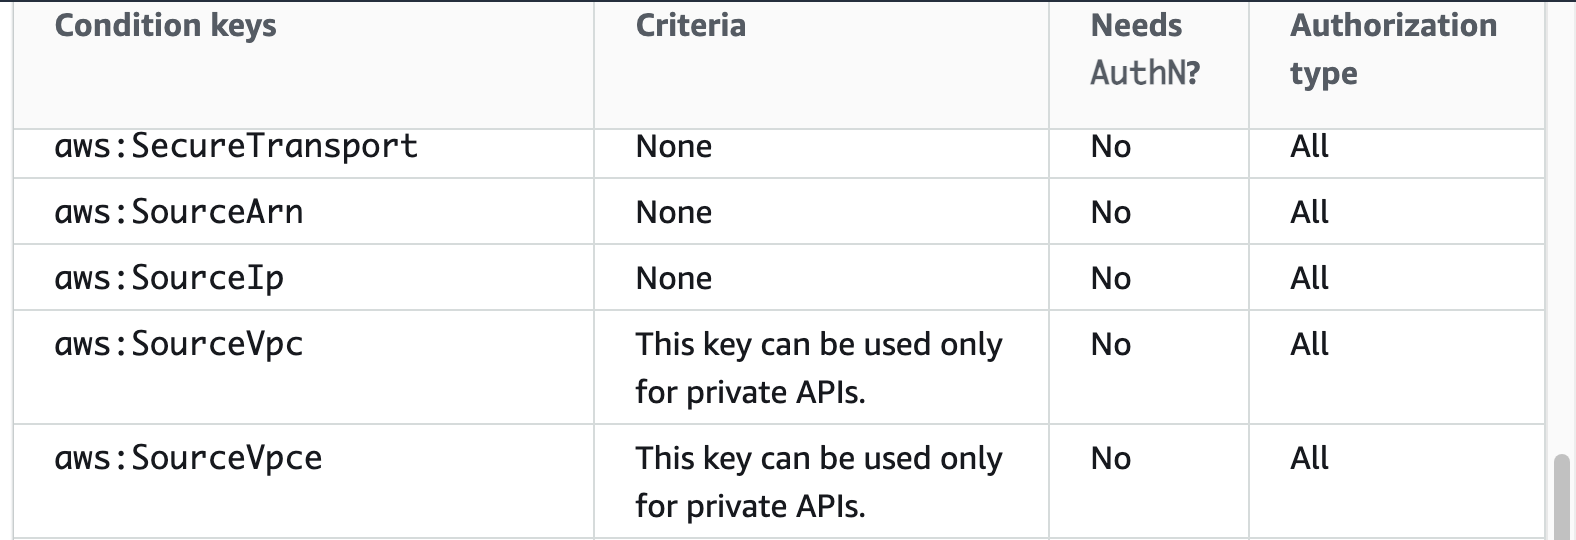 Condition keys
Criteria
Needs
AuthN?
Authorization
type
aws:SecureTransport
None
No
All
aws:SourceArn
None
No
All
aws:SourceIp
None
No
All
aws:SourceVpc
This key can be used only
for private APIs.
No
All
aws:SourceVpce
This key can be used only
for private APIs.
No
All